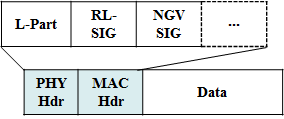 L-Part RL-SIG NGV SIG ...
PHY Hdr MAC Hdr Data